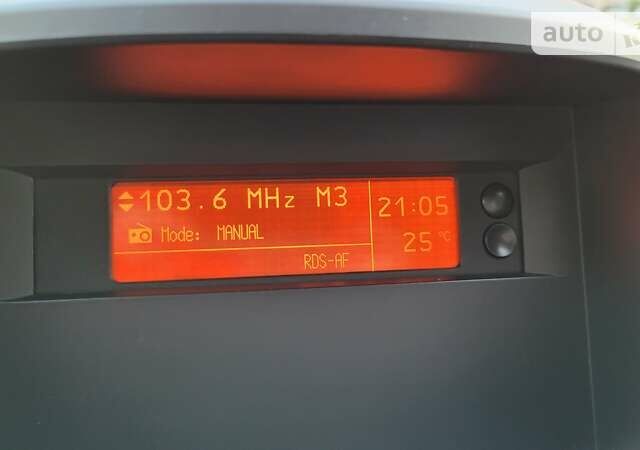 auto
103.6 MHz M3
21:05
Mode: MANUAL
25 °C
RDS-AF